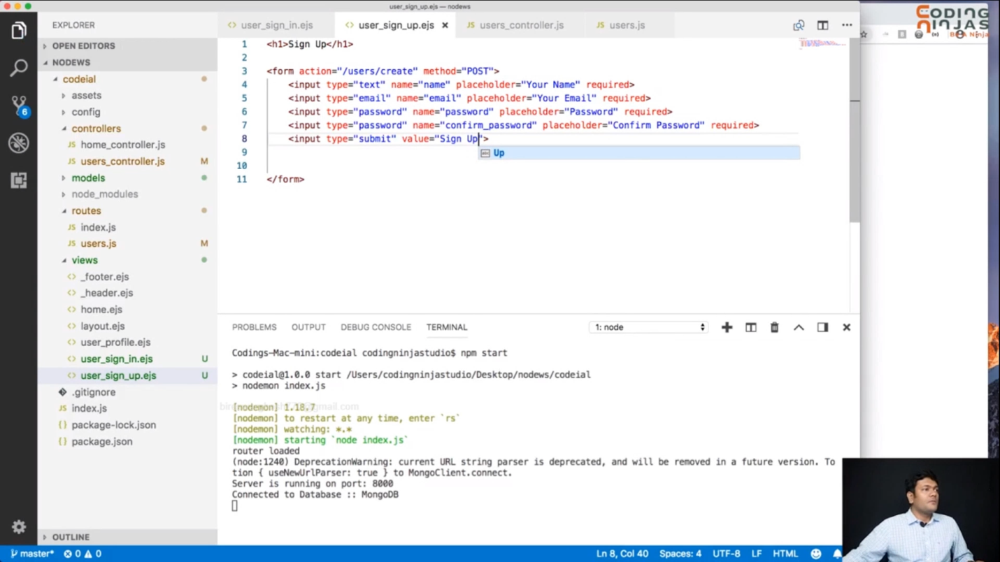 user_sign_up.ejs — nodews
CODING
NINJAS
EXPLORER
user_sign_in.ejs
user_sign_up.ejs
users_controller.js
users.js
OPEN EDITORS
NODEWS
codeial
assets
config
controllers
home_controller.js
users_controller.js M
models
node_modules
routes
index.js
users.js M
views
_footer.ejs
_header.ejs
home.ejs
layout.ejs
user_profile.ejs
user_sign_in.ejs U
user_sign_up.ejs U
.gitignore
index.js
package-lock.json
package.json
OUTLINE
6
1 <h1>Sign Up</h1>
2
3 <form action="/users/create" method="POST">
4 <input type="text" name="name" placeholder="Your Name" required>
5 <input type="email" name="email" placeholder="Your Email" required>
6 <input type="password" name="password" placeholder="Password" required>
7 <input type="password" name="confirm_password" placeholder="Confirm Password" required>
8 <input type="submit" value="Sign Up">
abc Up
9
10
11 </form>
PROBLEMS OUTPUT DEBUG CONSOLE TERMINAL 1: node
Codings-Mac-mini:codeial codingninjastudio$ npm start
> codeial@1.0.0 start /Users/codingninjastudio/Desktop/nodews/codeial
> nodemon index.js
[nodemon] 1.18.7
[nodemon] to restart at any time, enter `rs`
[nodemon] watching: *.*
[nodemon] starting `node index.js`
router loaded
(node:1240) DeprecationWarning: current URL string parser is deprecated, and will be removed in a future version. To
tion { useNewUrlParser: true } to MongoClient.connect.
Server is running on port: 8000
Connected to Database :: MongoDB
master* 0 0 Ln 8, Col 40 Spaces: 4 UTF-8 LF HTML